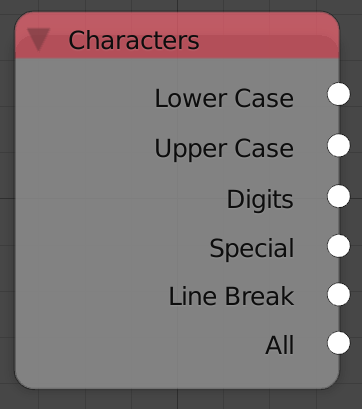 Characters
Lower Case
Upper Case
Digits
Special
Line Break
All